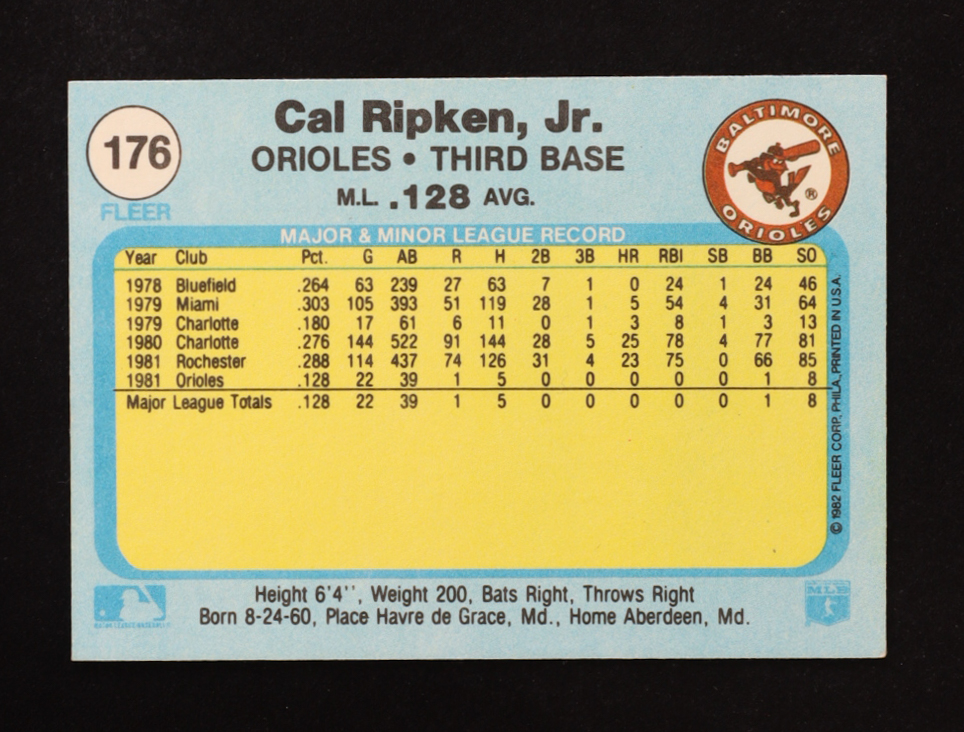 176
FLEER
Cal Ripken, Jr.
ORIOLES • THIRD BASE
M.L. .128 AVG.
BALTIMORE
ORIOLES
®
MAJOR & MINOR LEAGUE RECORD
Year Club Pct. G AB R H 2B 3B HR RBI SB BB SO
1978 Bluefield .264 63 239 27 63 7 1 0 24 1 24 46
1979 Miami .303 105 393 51 119 28 1 5 54 4 31 64
1979 Charlotte .180 17 61 6 11 0 1 3 8 1 3 13
1980 Charlotte .276 144 522 91 144 28 5 25 78 4 77 81
1981 Rochester .288 114 437 74 126 31 4 23 75 0 66 85
1981 Orioles .128 22 39 1 5 0 0 0 0 0 1 8
Major League Totals .128 22 39 1 5 0 0 0 0 0 1 8
© 1982 FLEER CORP., PHILA., PRINTED IN U.S.A.
Height 6'4'', Weight 200, Bats Right, Throws Right
Born 8-24-60, Place Havre de Grace, Md., Home Aberdeen, Md.
MLB